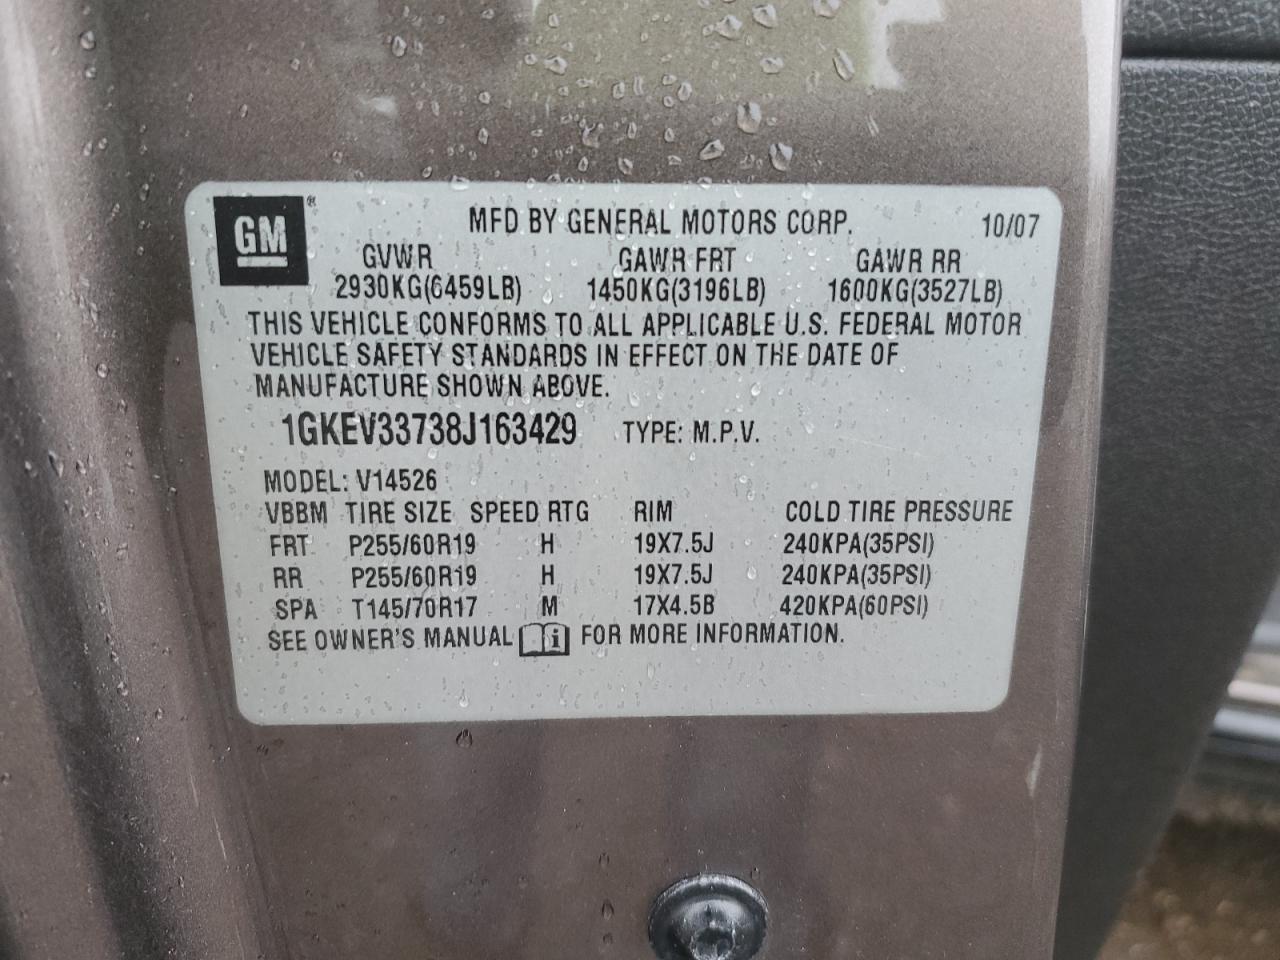 GM ® MFD BY GENERAL MOTORS CORP. 10/07
GVWR GAWR FRT GAWR RR
2930KG(6459LB) 1450KG(3196LB) 1600KG(3527LB)
THIS VEHICLE CONFORMS TO ALL APPLICABLE U.S. FEDERAL MOTOR
VEHICLE SAFETY STANDARDS IN EFFECT ON THE DATE OF
MANUFACTURE SHOWN ABOVE.
1GKEV33738J163429 TYPE: M.P.V.
MODEL: V14526
VBBM TIRE SIZE SPEED RTG RIM COLD TIRE PRESSURE
FRT P255/60R19 H 19X7.5J 240KPA(35PSI)
RR P255/60R19 H 19X7.5J 240KPA(35PSI)
SPA T145/70R17 M 17X4.5B 420KPA(60PSI)
SEE OWNER'S MANUAL i FOR MORE INFORMATION.